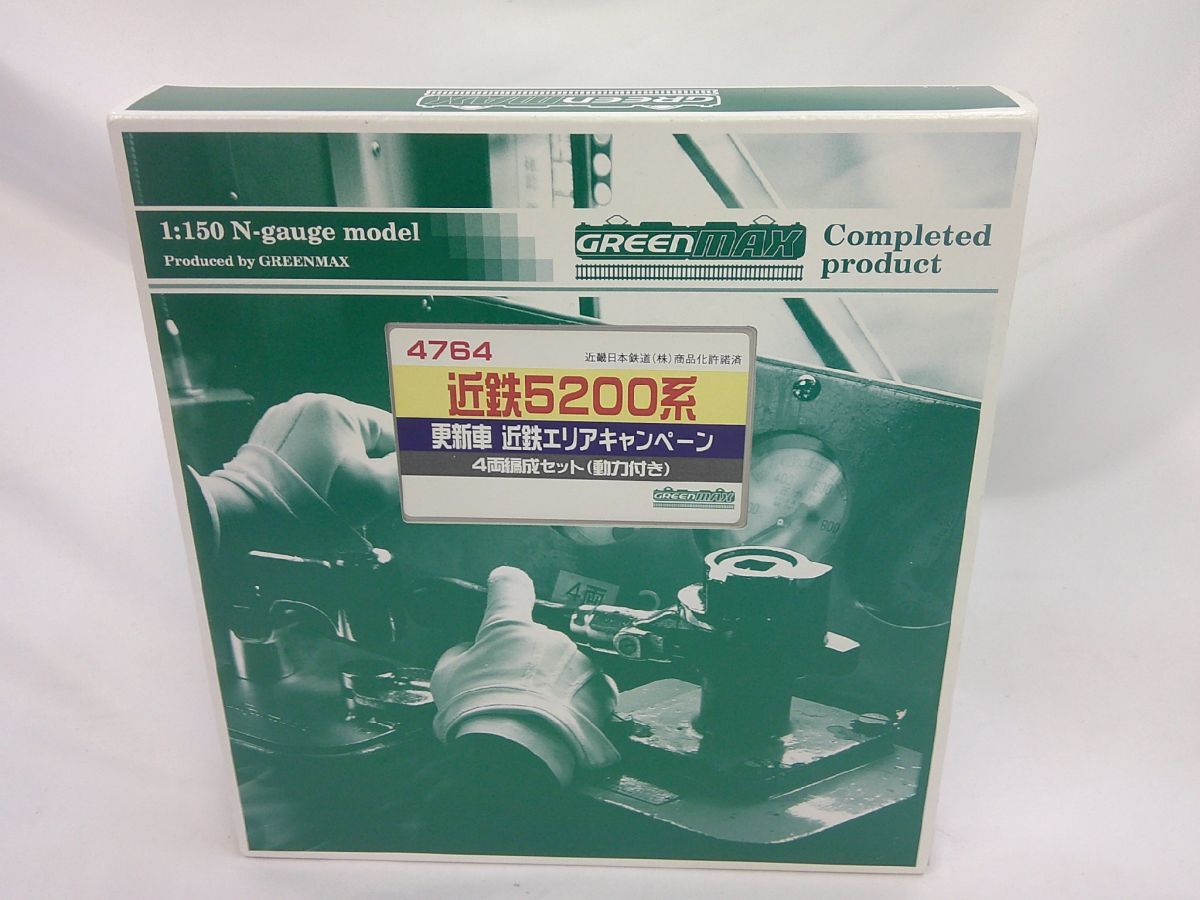 GREENMAX
GREENMAX
1:150 N-gauge model
Produced by GREENMAX
GREENMAX
Completed
product
4764
近畿日本鉄道(株)商品化許諾済
近鉄5200系
更新車 近鉄エリアキャンペーン
4両編成セット(動力付き)
GREENMAX
4両